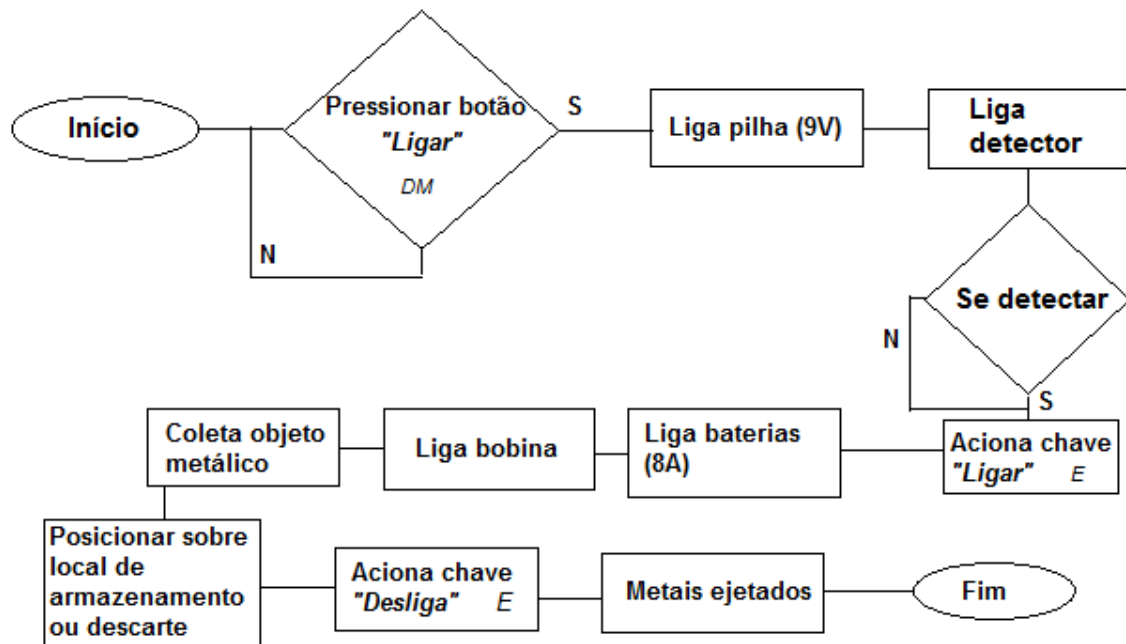 Início
Pressionar botão
"Ligar"
DM
S
N
Liga pilha (9V)
Liga
detector
Se detectar
N
S
Aciona chave
"Ligar" E
Liga baterias
(8A)
Liga bobina
Coleta objeto
metálico
Posicionar sobre
local de
armazenamento
ou descarte
Aciona chave
"Desliga" E
Metais ejetados
Fim